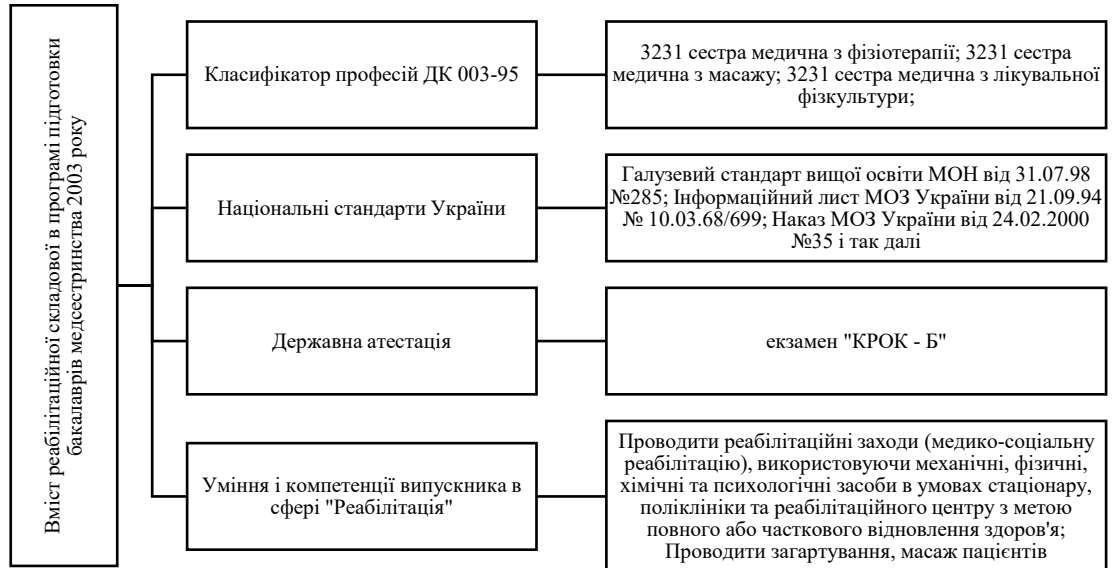 Вміст реабілітаційної складової в програмі підготовки
бакалаврів медсестринства 2003 року
Класифікатор професій ДК 003-95
3231 сестра медична з фізіотерапії; 3231 сестра
медична з масажу; 3231 сестра медична з лікувальної
фізкультури;
Національні стандарти України
Галузевий стандарт вищої освіти МОН від 31.07.98
№285; Інформаційний лист МОЗ України від 21.09.94
№ 10.03.68/699; Наказ МОЗ України від 24.02.2000
№35 і так далі
Державна атестація
екзамен "КРОК - Б"
Уміння і компетенції випускника в
сфері "Реабілітація"
Проводити реабілітаційні заходи (медико-соціальну
реабілітацію), використовуючи механічні, фізичні,
хімічні та психологічні засоби в умовах стаціонару,
поліклініки та реабілітаційного центру з метою
повного або часткового відновлення здоров'я;
Проводити загартування, масаж пацієнтів